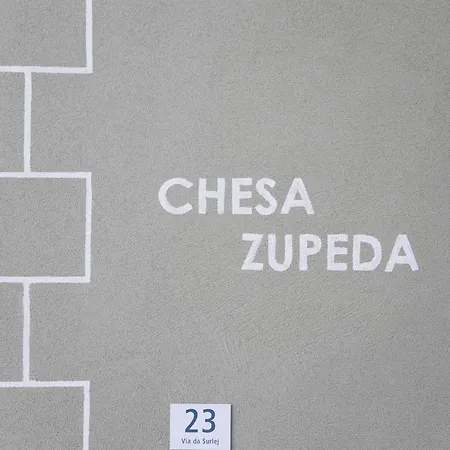 CHESA
ZUPEDA
23
Via da Surlej